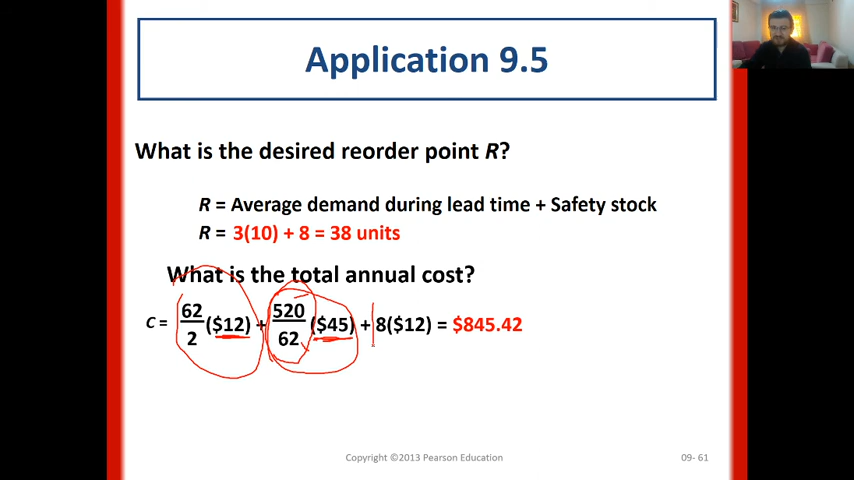 Application 9.5
What is the desired reorder point R?
R = Average demand during lead time + Safety stock
R = 3(10) + 8 = 38 units
What is the total annual cost?
C = 62/2 ($12) + 520/62 ($45) + 8($12) = $845.42
Copyright ©2013 Pearson Education 09- 61